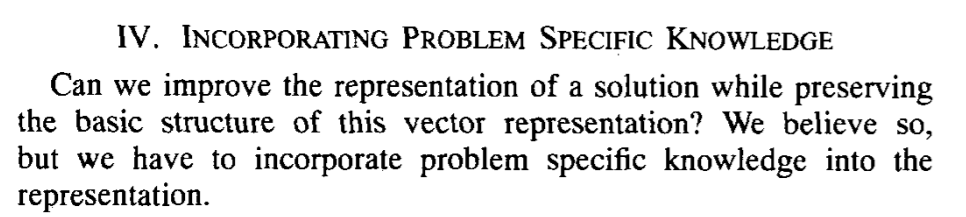 IV. INCORPORATING PROBLEM SPECIFIC KNOWLEDGE
Can we improve the representation of a solution while preserving
the basic structure of this vector representation? We believe so,
but we have to incorporate problem specific knowledge into the
representation.